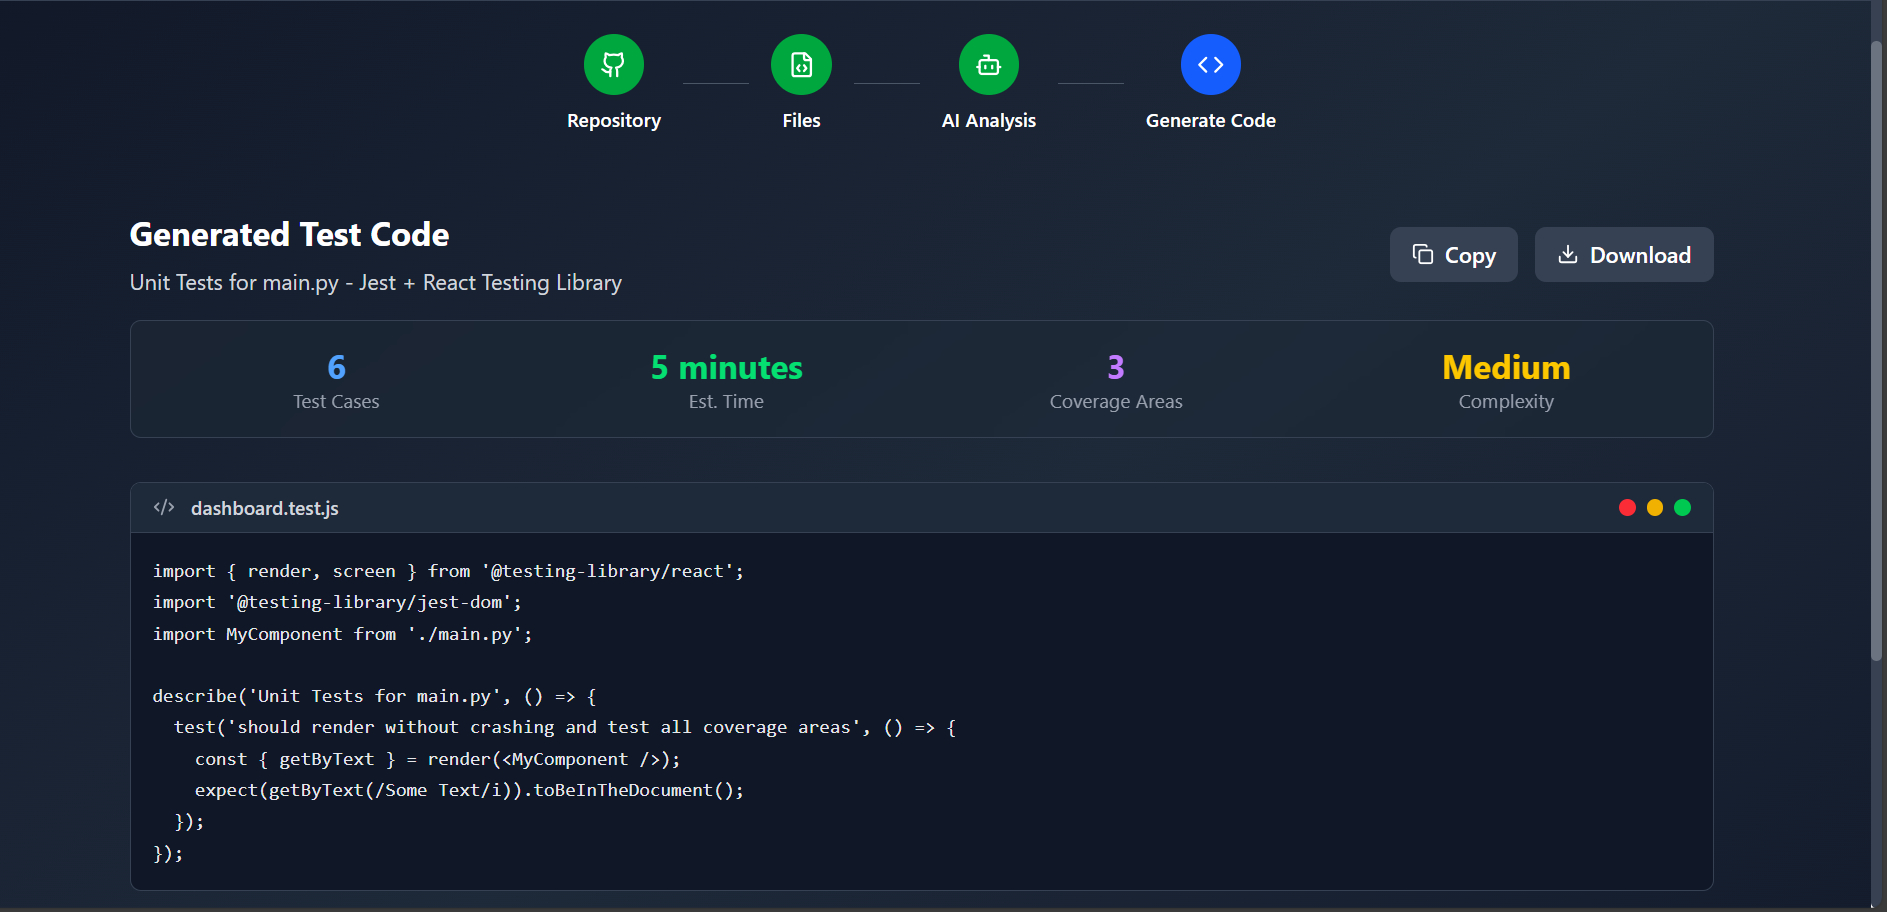 Repository
Files
AI Analysis
Generate Code
Generated Test Code
Unit Tests for main.py - Jest + React Testing Library
Copy
Download
6
Test Cases
5 minutes
Est. Time
3
Coverage Areas
Medium
Complexity
</> dashboard.test.js
import { render, screen } from '@testing-library/react';
import '@testing-library/jest-dom';
import MyComponent from './main.py';

describe('Unit Tests for main.py', () => {
  test('should render without crashing and test all coverage areas', () => {
    const { getByText } = render(<MyComponent />);
    expect(getByText(/Some Text/i)).toBeInTheDocument();
  });
});